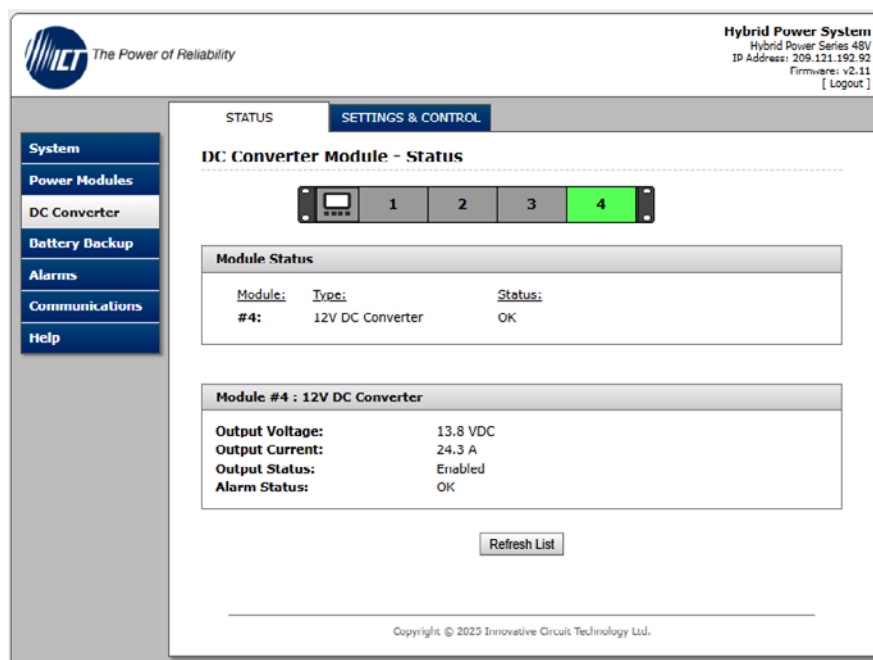 ICT The Power of Reliability
Hybrid Power System
Hybrid Power Series 48V
IP Address: 209.121.192.92
Firmware: v2.11
[ Logout ]
STATUS SETTINGS & CONTROL
System
Power Modules
DC Converter
Battery Backup
Alarms
Communications
Help
DC Converter Module - Status
1 2 3 4
Module Status
Module: Type: Status:
#4: 12V DC Converter OK
Module #4 : 12V DC Converter
Output Voltage: 13.8 VDC
Output Current: 24.3 A
Output Status: Enabled
Alarm Status: OK
Refresh List
Copyright © 2025 Innovative Circuit Technology Ltd.